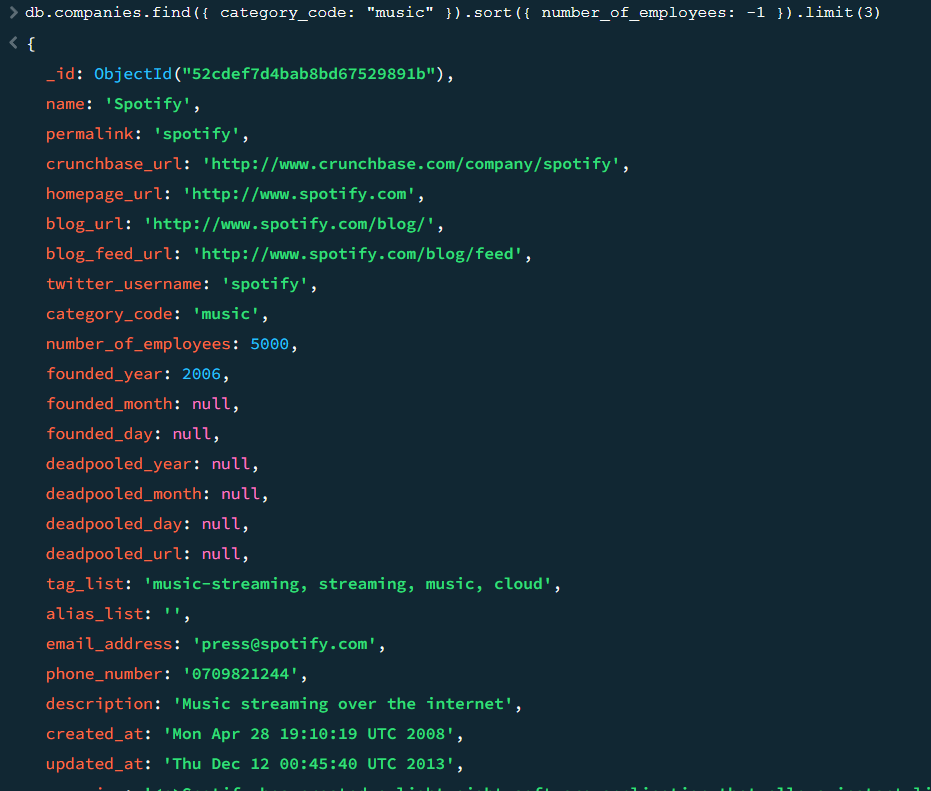 db.companies.find({ category_code: "music" }).sort({ number_of_employees: -1 }).limit(3)
{
_id: ObjectId("52cdef7d4bab8bd67529891b"),
name: 'Spotify',
permalink: 'spotify',
crunchbase_url: 'http://www.crunchbase.com/company/spotify',
homepage_url: 'http://www.spotify.com',
blog_url: 'http://www.spotify.com/blog/',
blog_feed_url: 'http://www.spotify.com/blog/feed',
twitter_username: 'spotify',
category_code: 'music',
number_of_employees: 5000,
founded_year: 2006,
founded_month: null,
founded_day: null,
deadpooled_year: null,
deadpooled_month: null,
deadpooled_day: null,
deadpooled_url: null,
tag_list: 'music-streaming, streaming, music, cloud',
alias_list: '',
email_address: 'press@spotify.com',
phone_number: '0709821244',
description: 'Music streaming over the internet',
created_at: 'Mon Apr 28 19:10:19 UTC 2008',
updated_at: 'Thu Dec 12 00:45:40 UTC 2013',